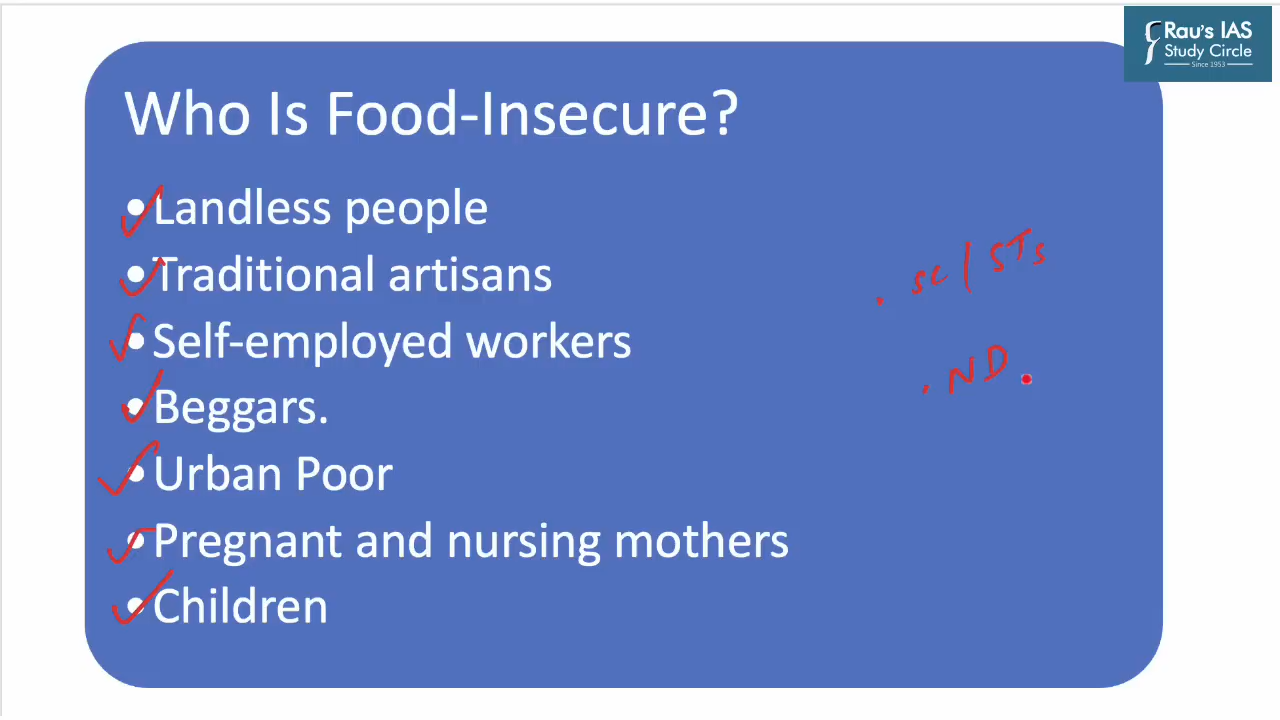 Rau's IAS
Study Circle
Since 1953
Who Is Food-Insecure?
•Landless people
•Traditional artisans
•Self-employed workers
•Beggars.
•Urban Poor
•Pregnant and nursing mothers
•Children
. SC / STs
. ND